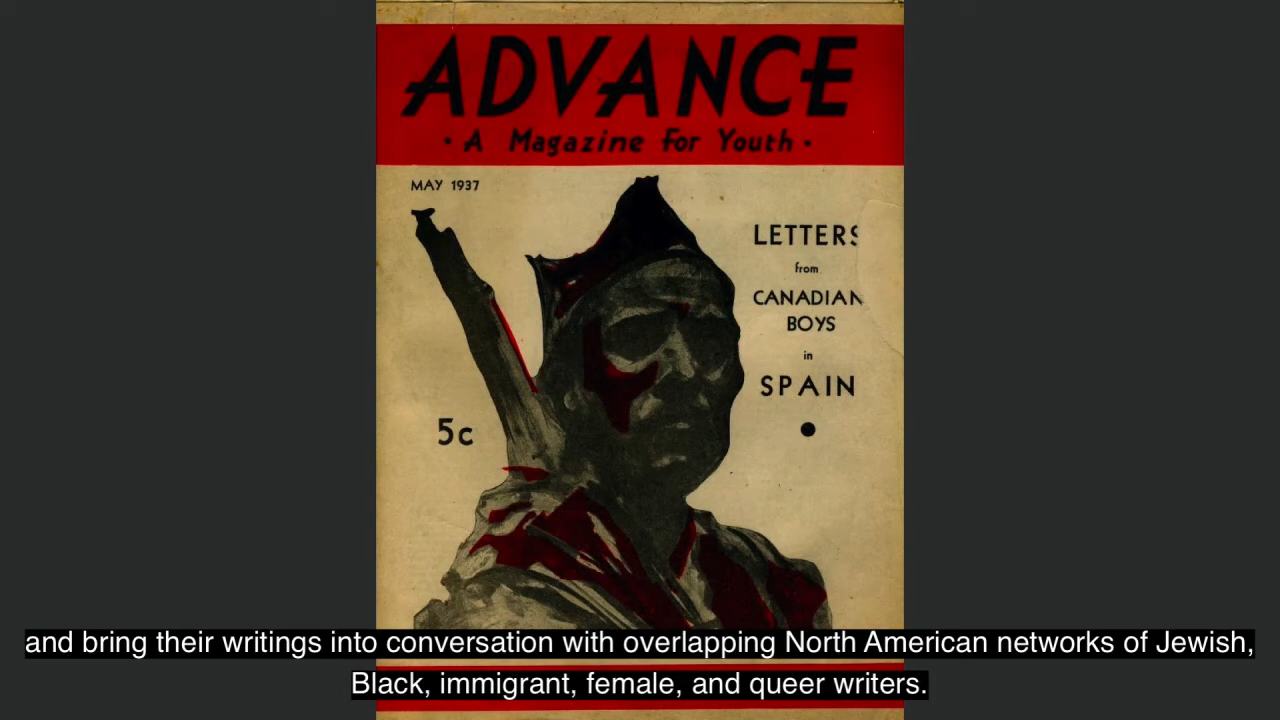 ADVANCE
· A Magazine For Youth ·
MAY 1937
LETTERS
from
CANADIAN
BOYS
in
SPAIN
5c
and bring their writings into conversation with overlapping North American networks of Jewish,
Black, immigrant, female, and queer writers.